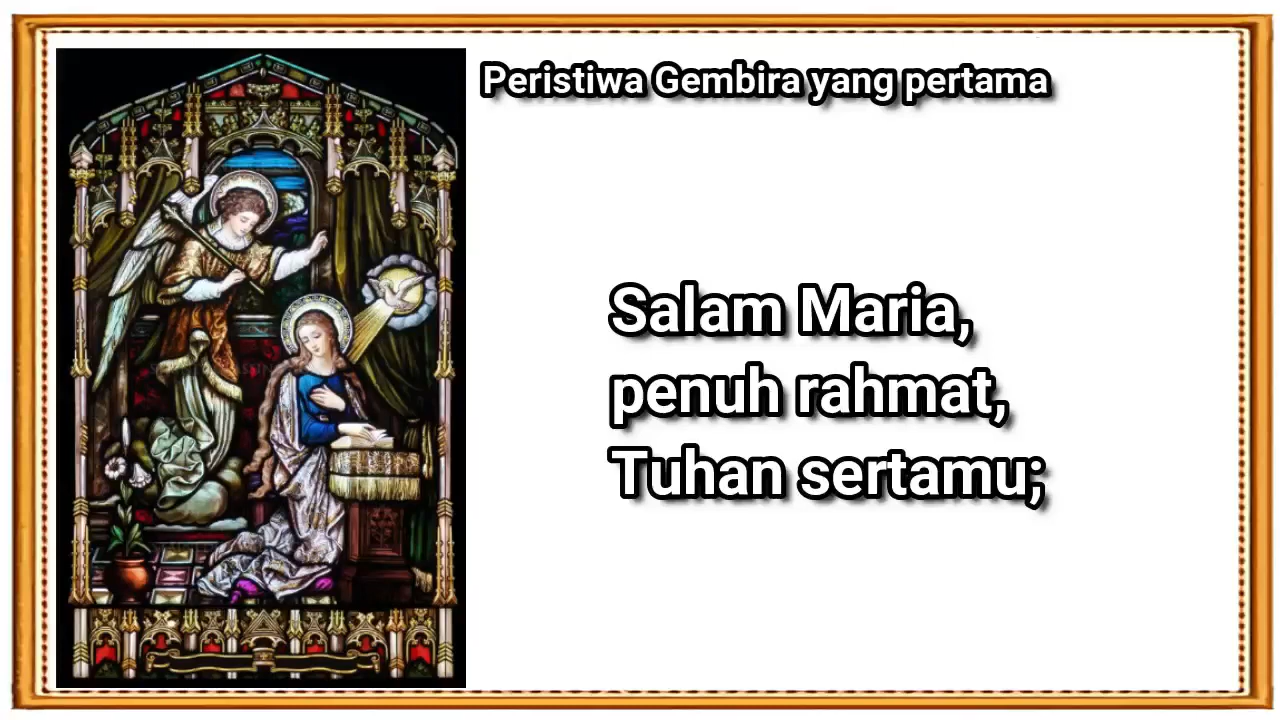 Peristiwa Gembira yang pertama
Salam Maria,
penuh rahmat,
Tuhan sertamu;